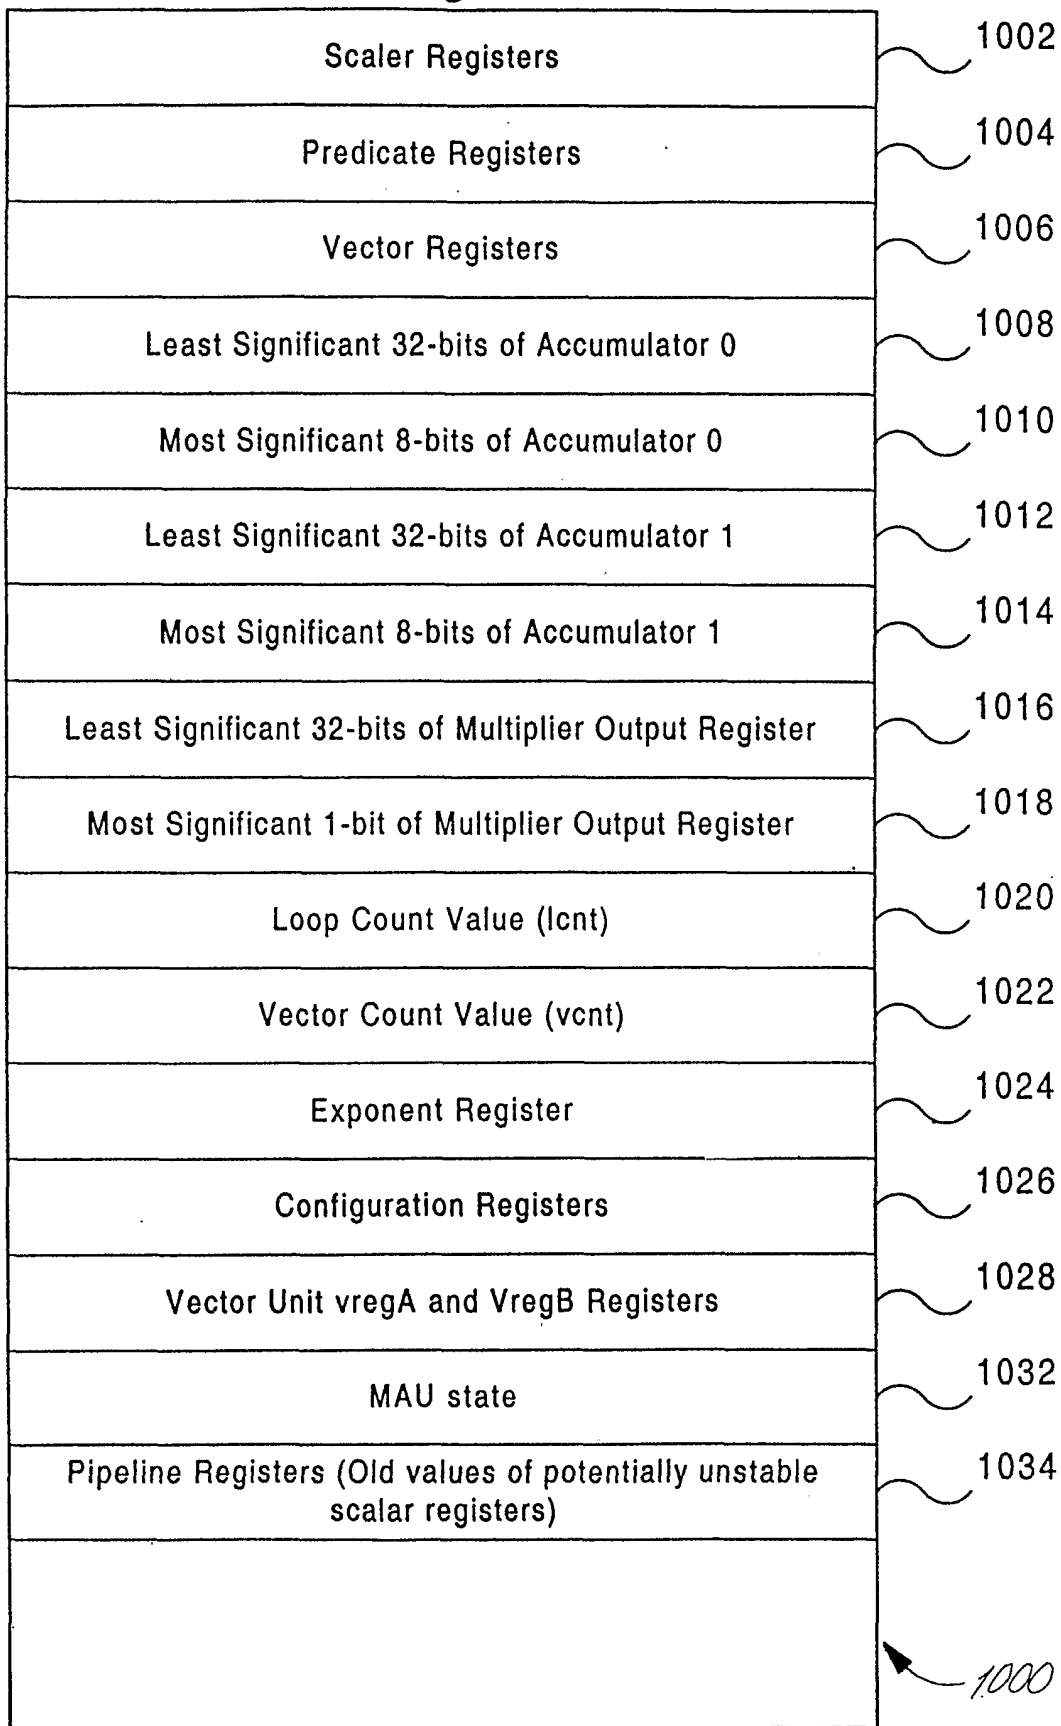 Scaler Registers 1002
Predicate Registers 1004
Vector Registers 1006
Least Significant 32-bits of Accumulator 0 1008
Most Significant 8-bits of Accumulator 0 1010
Least Significant 32-bits of Accumulator 1 1012
Most Significant 8-bits of Accumulator 1 1014
Least Significant 32-bits of Multiplier Output Register 1016
Most Significant 1-bit of Multiplier Output Register 1018
Loop Count Value (lcnt) 1020
Vector Count Value (vcnt) 1022
Exponent Register 1024
Configuration Registers 1026
Vector Unit vregA and VregB Registers 1028
MAU state 1032
Pipeline Registers (Old values of potentially unstable 1034
scalar registers)
1000